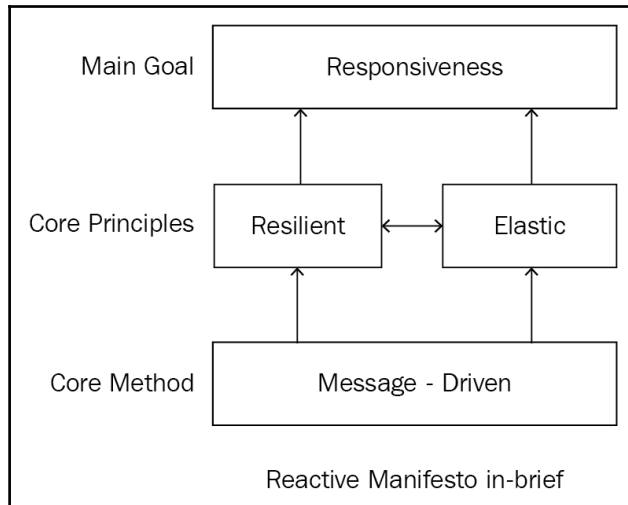 Main Goal
Responsiveness
Core Principles
Resilient
Elastic
Core Method
Message - Driven
Reactive Manifesto in-brief